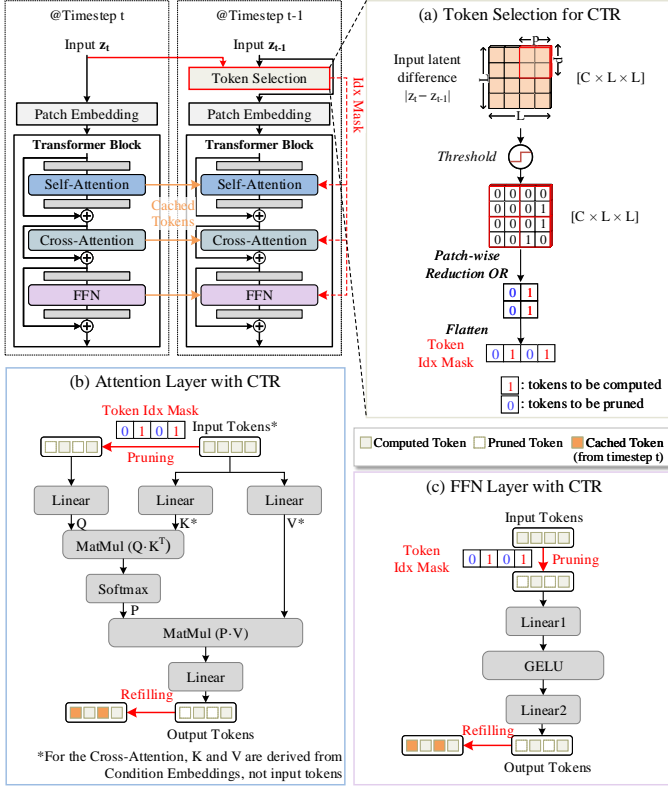 @Timestep t
@Timestep t-1
Input zt
Input zt-1
Token Selection
Patch Embedding
Patch Embedding
Transformer Block
Transformer Block
Self-Attention
Self-Attention
Cached
Tokens
Cross-Attention
Cross-Attention
FFN
FFN
Idx Mask
(a) Token Selection for CTR
Input latent
difference
|zt − zt-1|
P
P
L
L
[C × L × L]
Threshold
0 0 0 0
0 0 0 1
0 0 0 1
0 0 1 0
[C × L × L]
Patch-wise
Reduction OR
0 1
0 1
Flatten
Token
Idx Mask
0 1 0 1
1 : tokens to be computed
0 : tokens to be pruned
(b) Attention Layer with CTR
Token Idx Mask
0 1 0 1
Input Tokens*
Pruning
Linear
Linear
Linear
Q
K*
V*
MatMul (Q·K^T)
Softmax
P
MatMul (P·V)
Linear
Refilling
Output Tokens
*For the Cross-Attention, K and V are derived from
Condition Embeddings, not input tokens
Computed Token
Pruned Token
Cached Token
(from timestep t)
(c) FFN Layer with CTR
Input Tokens
Token
Idx Mask
0 1 0 1
Pruning
Linear1
GELU
Linear2
Refilling
Output Tokens